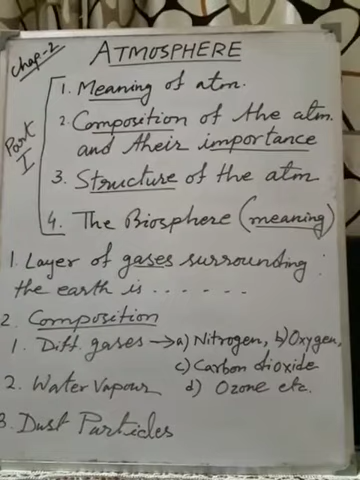 Chap-2
ATMOSPHERE
Part I
1. Meaning of atm.
2. Composition of the atm.
and their importance
3. Structure of the atm
4. The Biosphere (meaning)
1. Layer of gases surrounding
the earth is . . . . . .
2. Composition
1. Diff. gases → a) Nitrogen, b) Oxygen,
c) Carbon dioxide
2. Water Vapour d) Ozone etc.
3. Dust Particles